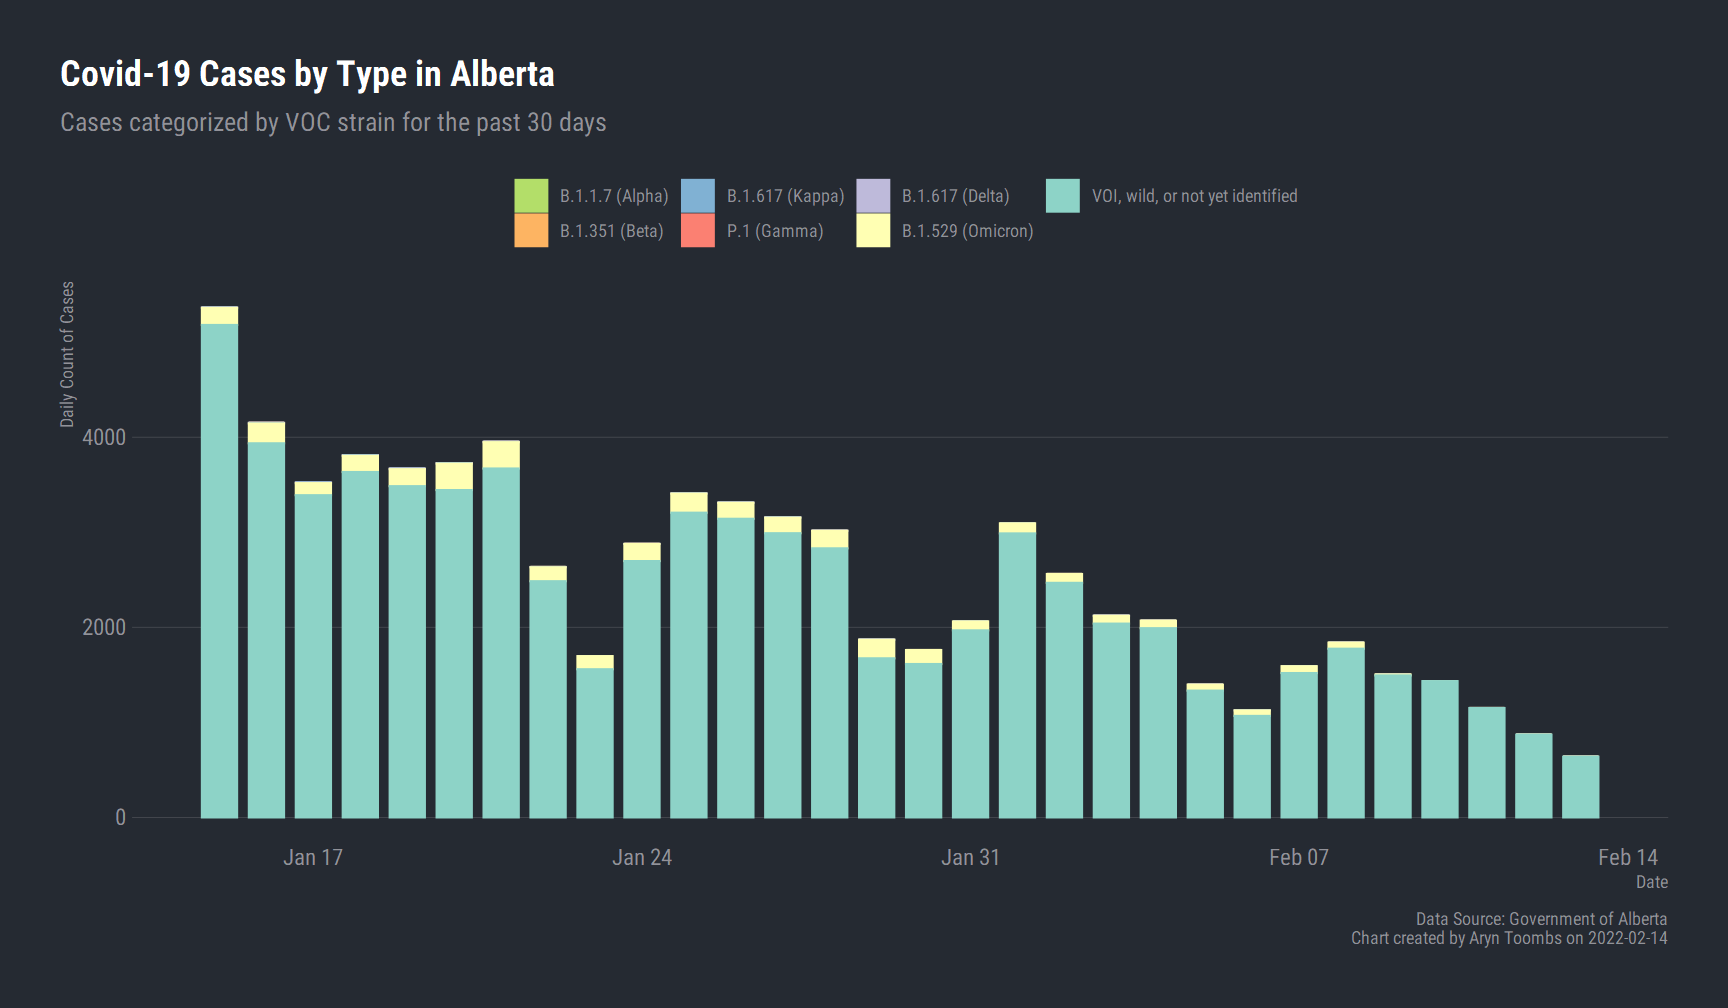 Covid-19 Cases by Type in Alberta
Cases categorized by VOC strain for the past 30 days
B.1.1.7 (Alpha) B.1.617 (Kappa) B.1.617 (Delta) VOI, wild, or not yet identified
B.1.351 (Beta) P.1 (Gamma) B.1.529 (Omicron)
Daily Count of Cases
4000
2000
0
Jan 17 Jan 24 Jan 31 Feb 07 Feb 14
Date
Data Source: Government of Alberta
Chart created by Aryn Toombs on 2022-02-14